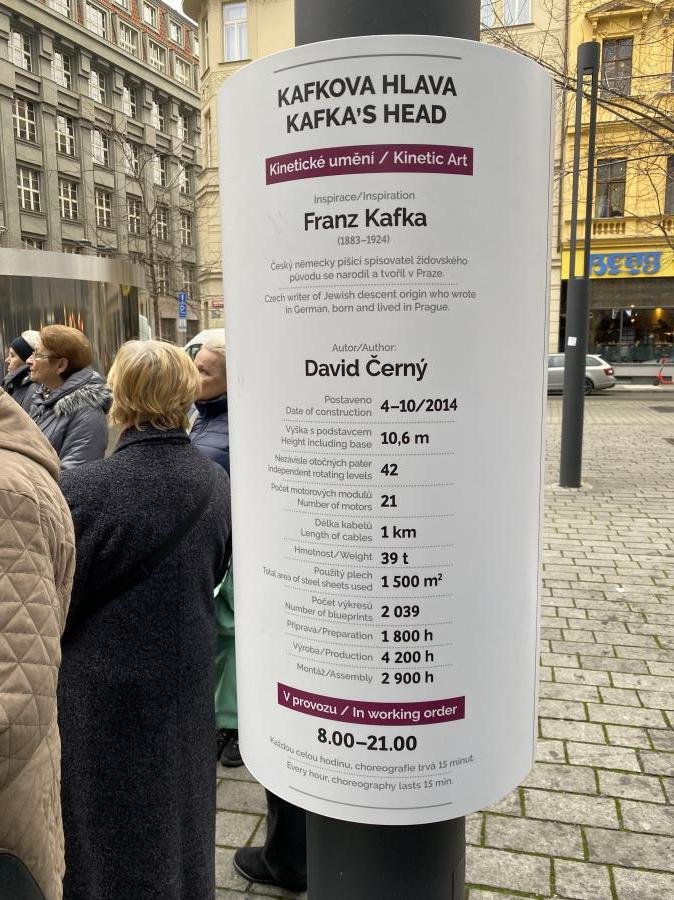 KAFKOVA HLAVA
KAFKA'S HEAD
Kinetické umění / Kinetic Art
Inspirace/Inspiration
Franz Kafka
(1883–1924)
Český německy píšící spisovatel židovského
původu se narodil a tvořil v Praze.
Czech writer of Jewish descent origin who wrote
in German, born and lived in Prague.
Autor/Author:
David Černý
Postaveno
Date of construction 4–10/2014
Výška s podstavcem
Height including base 10,6 m
Nezávisle otočných pater
Independent rotating levels 42
Počet motorových modulů
Number of motors 21
Délka kabelů
Length of cables 1 km
Hmotnost/Weight 39 t
Použitý plech
Total area of steel sheets used 1 500 m²
Počet výkresů
Number of blueprints 2 039
Příprava/Preparation 1 800 h
Výroba/Production 4 200 h
Montáž/Assembly 2 900 h
V provozu / In working order
8.00–21.00
Každou celou hodinu, choreografie trvá 15 minut
Every hour, choreography lasts 15 min.